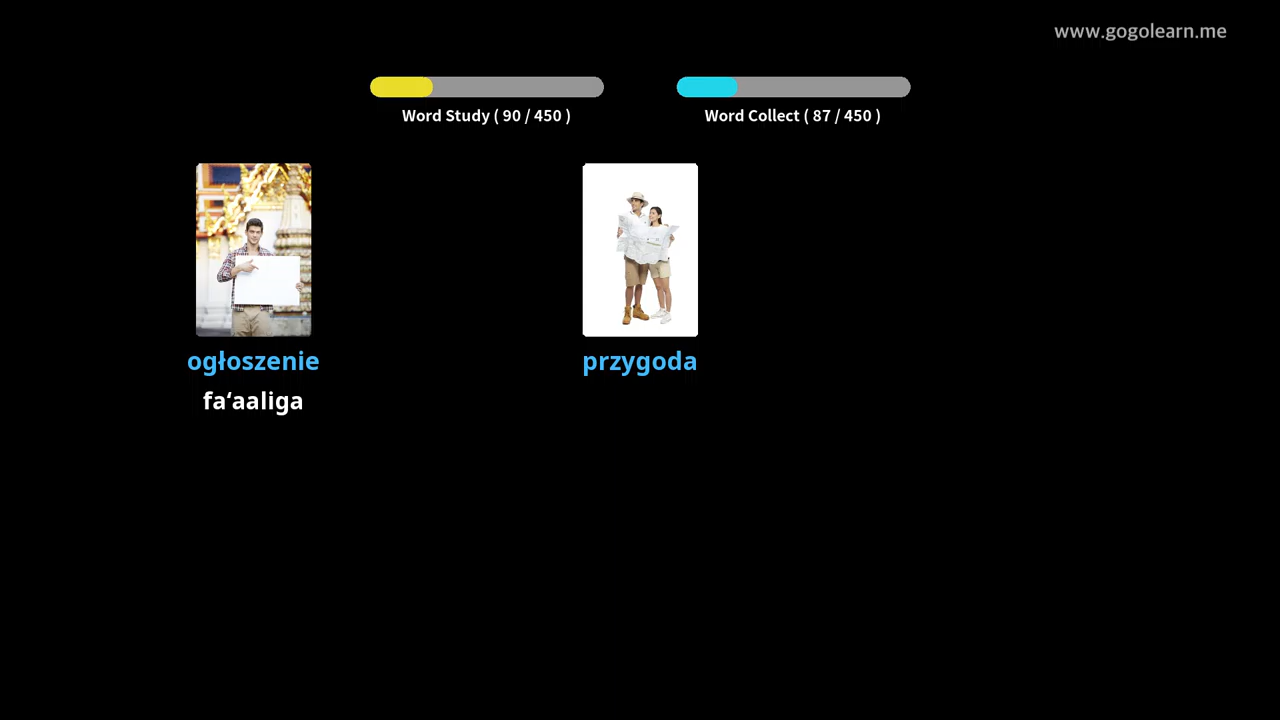 www.gogolearn.me
Word Study ( 90 / 450 )
Word Collect ( 87 / 450 )
ogłoszenie
przygoda
fa‘aaliga